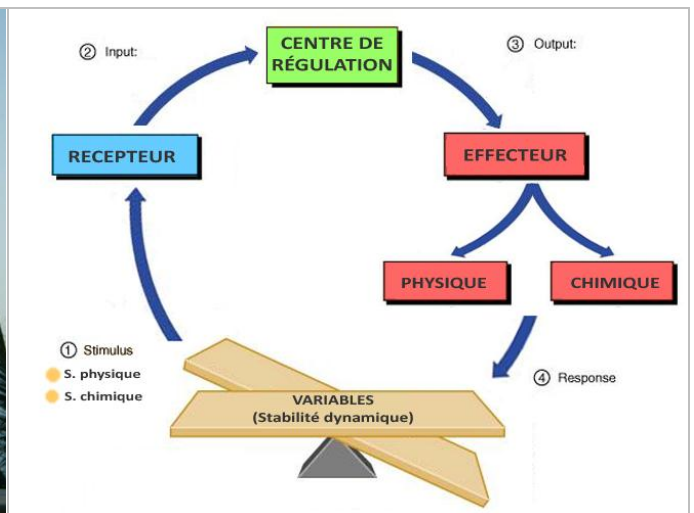 ② Input:
CENTRE DE
RÉGULATION
③ Output:
RECEPTEUR
EFFECTEUR
PHYSIQUE
CHIMIQUE
① Stimulus
S. physique
S. chimique
④ Response
VARIABLES
(Stabilité dynamique)